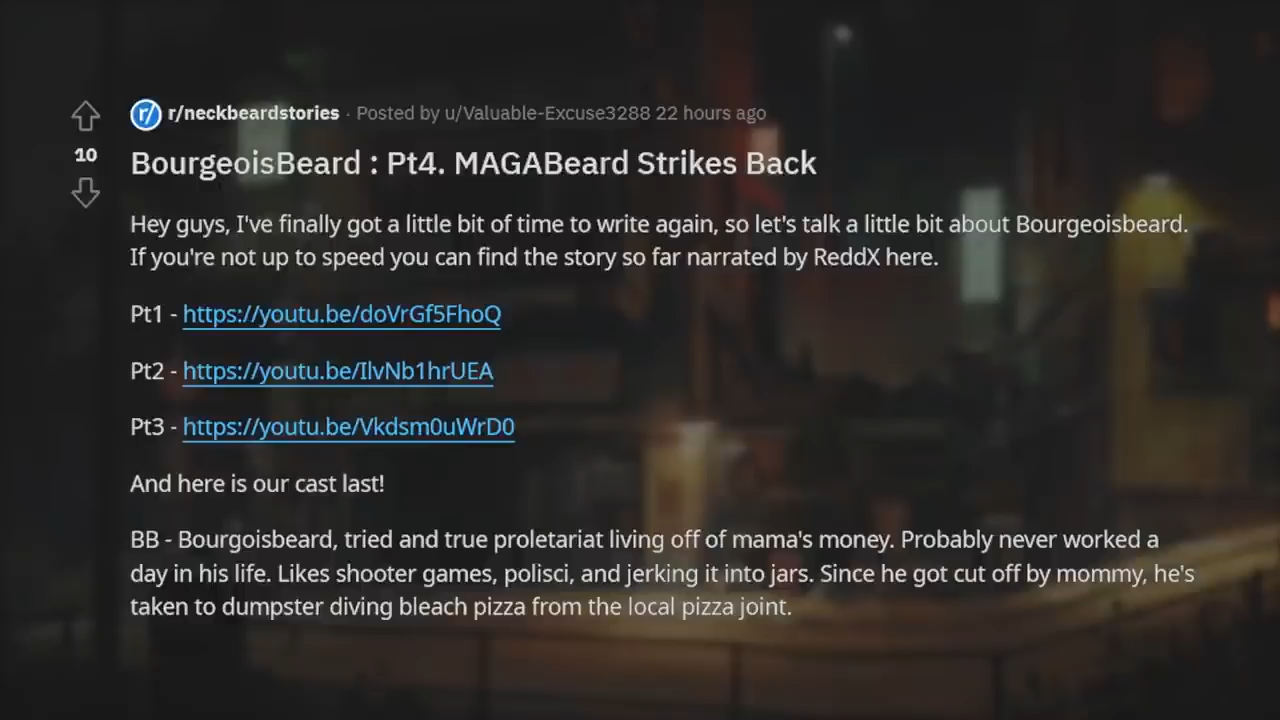 r/ r/neckbeardstories · Posted by u/Valuable-Excuse3288 22 hours ago
10
BourgeoisBeard : Pt4. MAGABeard Strikes Back
Hey guys, I've finally got a little bit of time to write again, so let's talk a little bit about Bourgeoisbeard.
If you're not up to speed you can find the story so far narrated by ReddX here.
Pt1 - https://youtu.be/doVrGf5FhoQ
Pt2 - https://youtu.be/IlvNb1hrUEA
Pt3 - https://youtu.be/Vkdsm0uWrD0
And here is our cast last!
BB - Bourgoisbeard, tried and true proletariat living off of mama's money. Probably never worked a
day in his life. Likes shooter games, polisci, and jerking it into jars. Since he got cut off by mommy, he's
taken to dumpster diving bleach pizza from the local pizza joint.